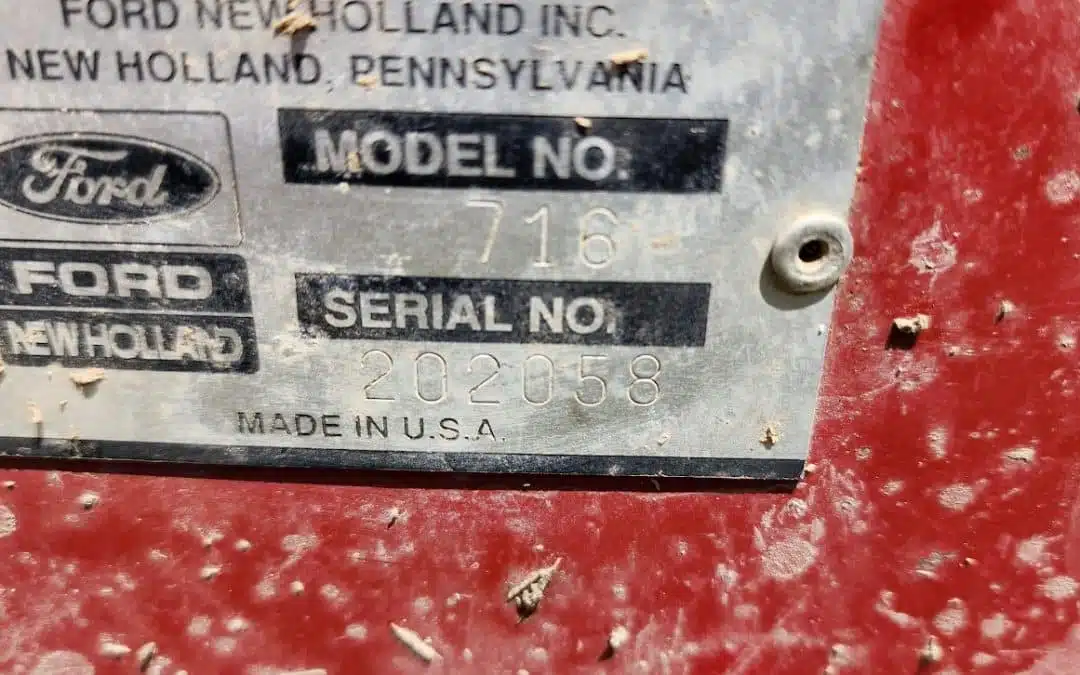 FORD NEW HOLLAND INC.
NEW HOLLAND, PENNSYLVANIA
Ford
MODEL NO.
716
FORD
NEW HOLLAND
SERIAL NO.
202058
MADE IN U.S.A.